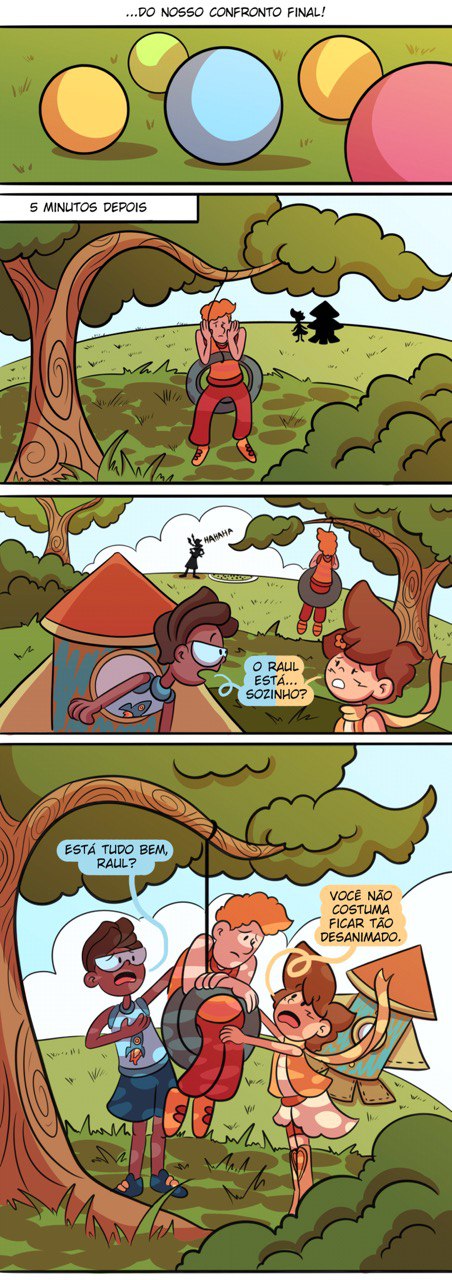 ...DO NOSSO CONFRONTO FINAL!
5 MINUTOS DEPOIS
HAHAHA
O RAUL
ESTÁ...
SOZINHO?
ESTÁ TUDO BEM,
RAUL?
VOCÊ NÃO
COSTUMA
FICAR TÃO
DESANIMADO.